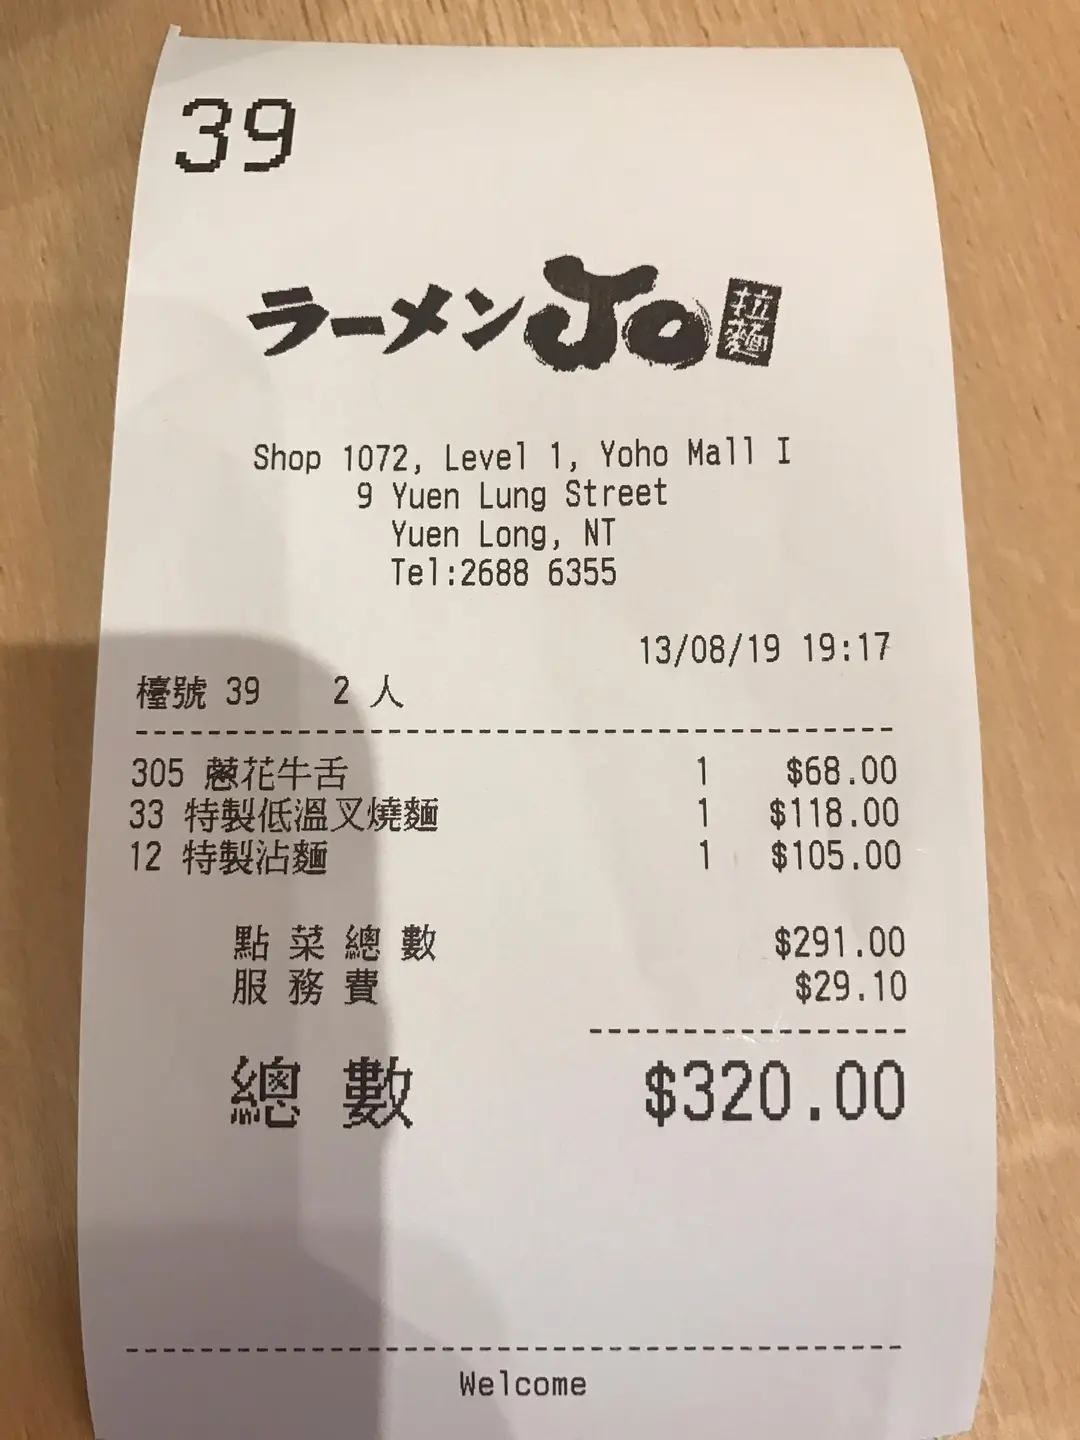 39
ラーメン JO 拉麵
Shop 1072, Level 1, Yoho Mall I
9 Yuen Lung Street
Yuen Long, NT
Tel:2688 6355
13/08/19 19:17
檯號 39 2 人
305 蔥花牛舌 1 $68.00
33 特製低溫叉燒麵 1 $118.00
12 特製沾麵 1 $105.00
點菜總數 $291.00
服務費 $29.10
總數 $320.00
Welcome